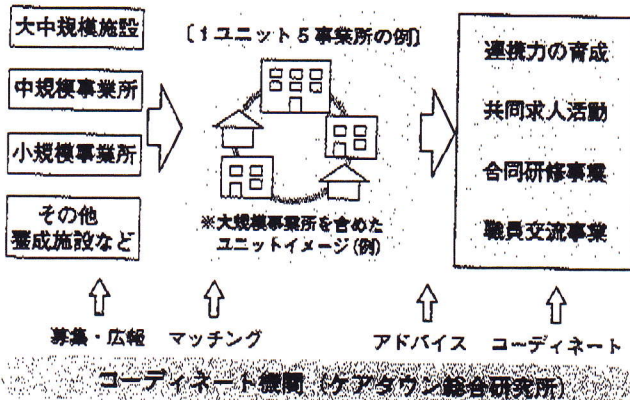 大中規模施設
中規模事業所
小規模事業所
その他
養成施設など
〔1ユニット5事業所の例〕
※大規模事業所を含めた
ユニットイメージ(例)
連携力の育成
共同求人活動
合同研修事業
職員交流事業
募集・広報
マッチング
アドバイス
コーディネート
コーディネート機関（ケアタウン総合研究所）